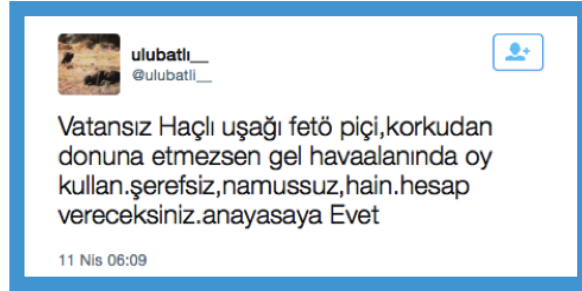 ulubatlı__
@ulubatli__
Vatansız Haçlı uşağı fetö piçi,korkudan
donuna etmezsen gel havaalanında oy
kullan.şerefsiz,namussuz,hain.hesap
vereceksiniz.anayasaya Evet
11 Nis 06:09